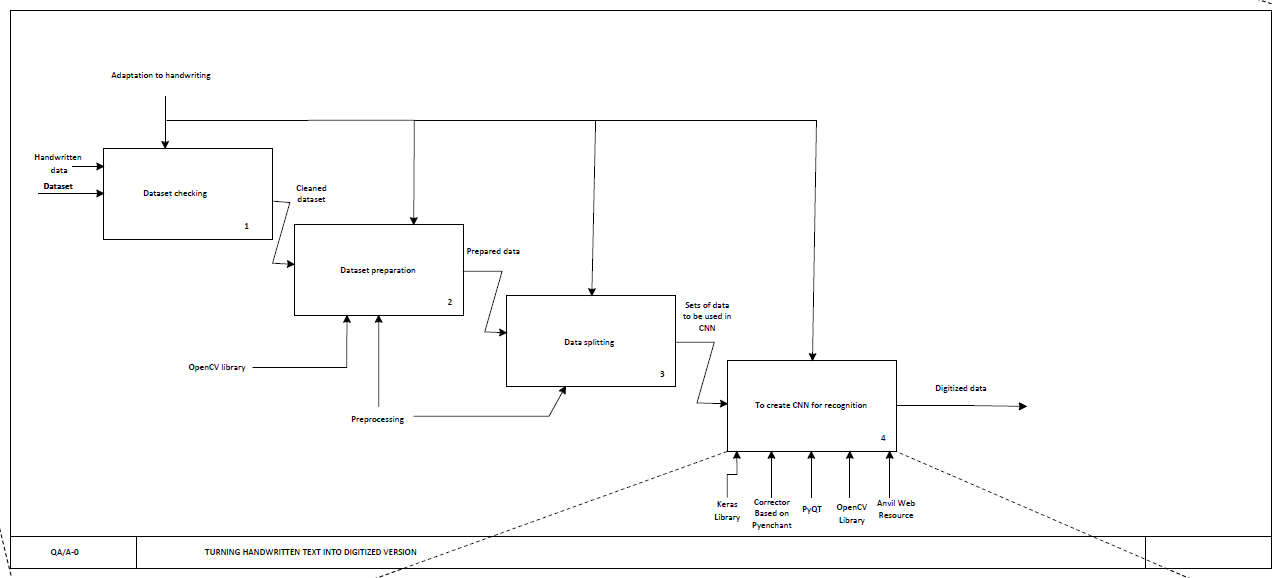 Adaptation to handwriting
Handwritten
data
Dataset
Dataset checking
1
Cleaned
dataset
Dataset preparation
2
Prepared data
OpenCV library
Preprocessing
Data splitting
3
Sets of data
to be used in
CNN
To create CNN for recognition
4
Digitized data
Keras
Library
Corrector
Based on
Pyenchant
PyQT
OpenCV
Library
Anvil Web
Resource
QA/A-0
TURNING HANDWRITTEN TEXT INTO DIGITIZED VERSION